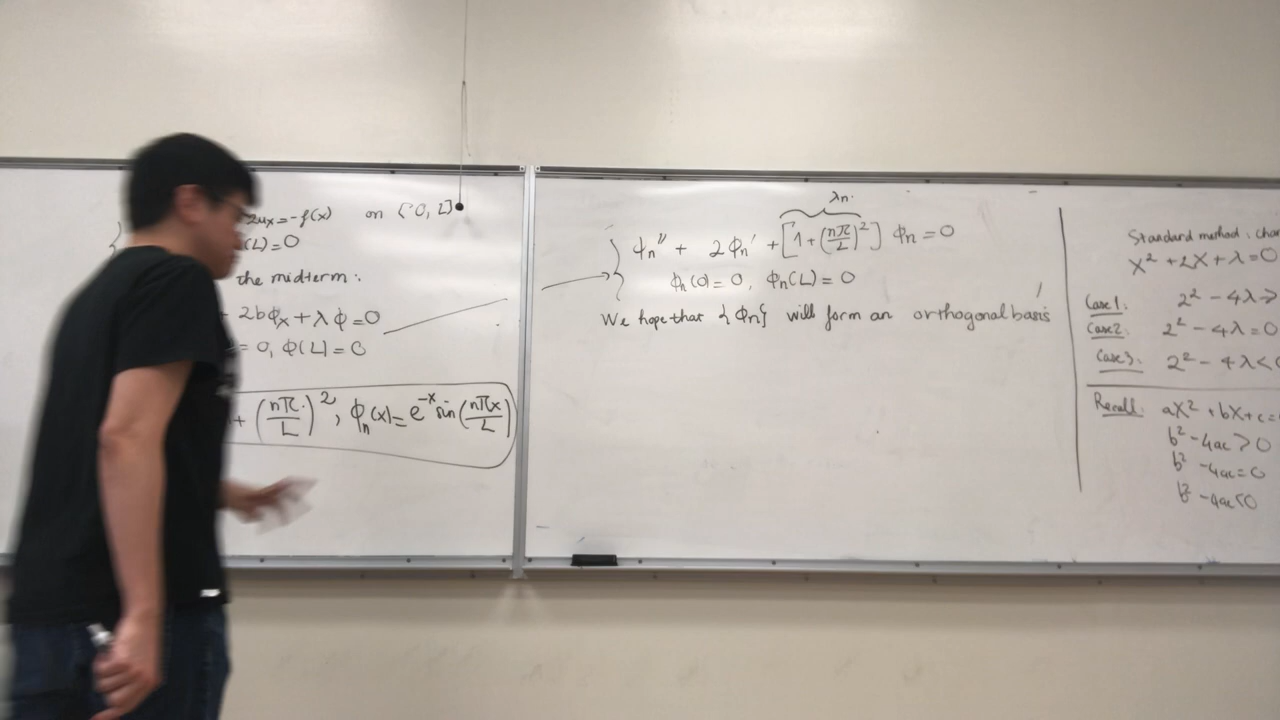 2ux = -f(x) on [0, L]
(L) = 0
the midterm :
2bϕx + λϕ = 0
= 0, ϕ(L) = 0
+ (nπ/L)², ϕn(x) = e^-x sin(nπx/L)
λn.
ϕn'' + 2ϕn' + [1 + (nπ/L)²] ϕn = 0
ϕn(0) = 0, ϕn(L) = 0
We hope that {ϕn} will form an orthogonal basis
Standard method : cha
X² + 2X + λ = 0
Case 1: 2² - 4λ >
Case 2: 2² - 4λ = 0
Case 3: 2² - 4λ <
Recall: aX² + bX + c =
b² - 4ac > 0
b² - 4ac = 0
b² - 4ac < 0